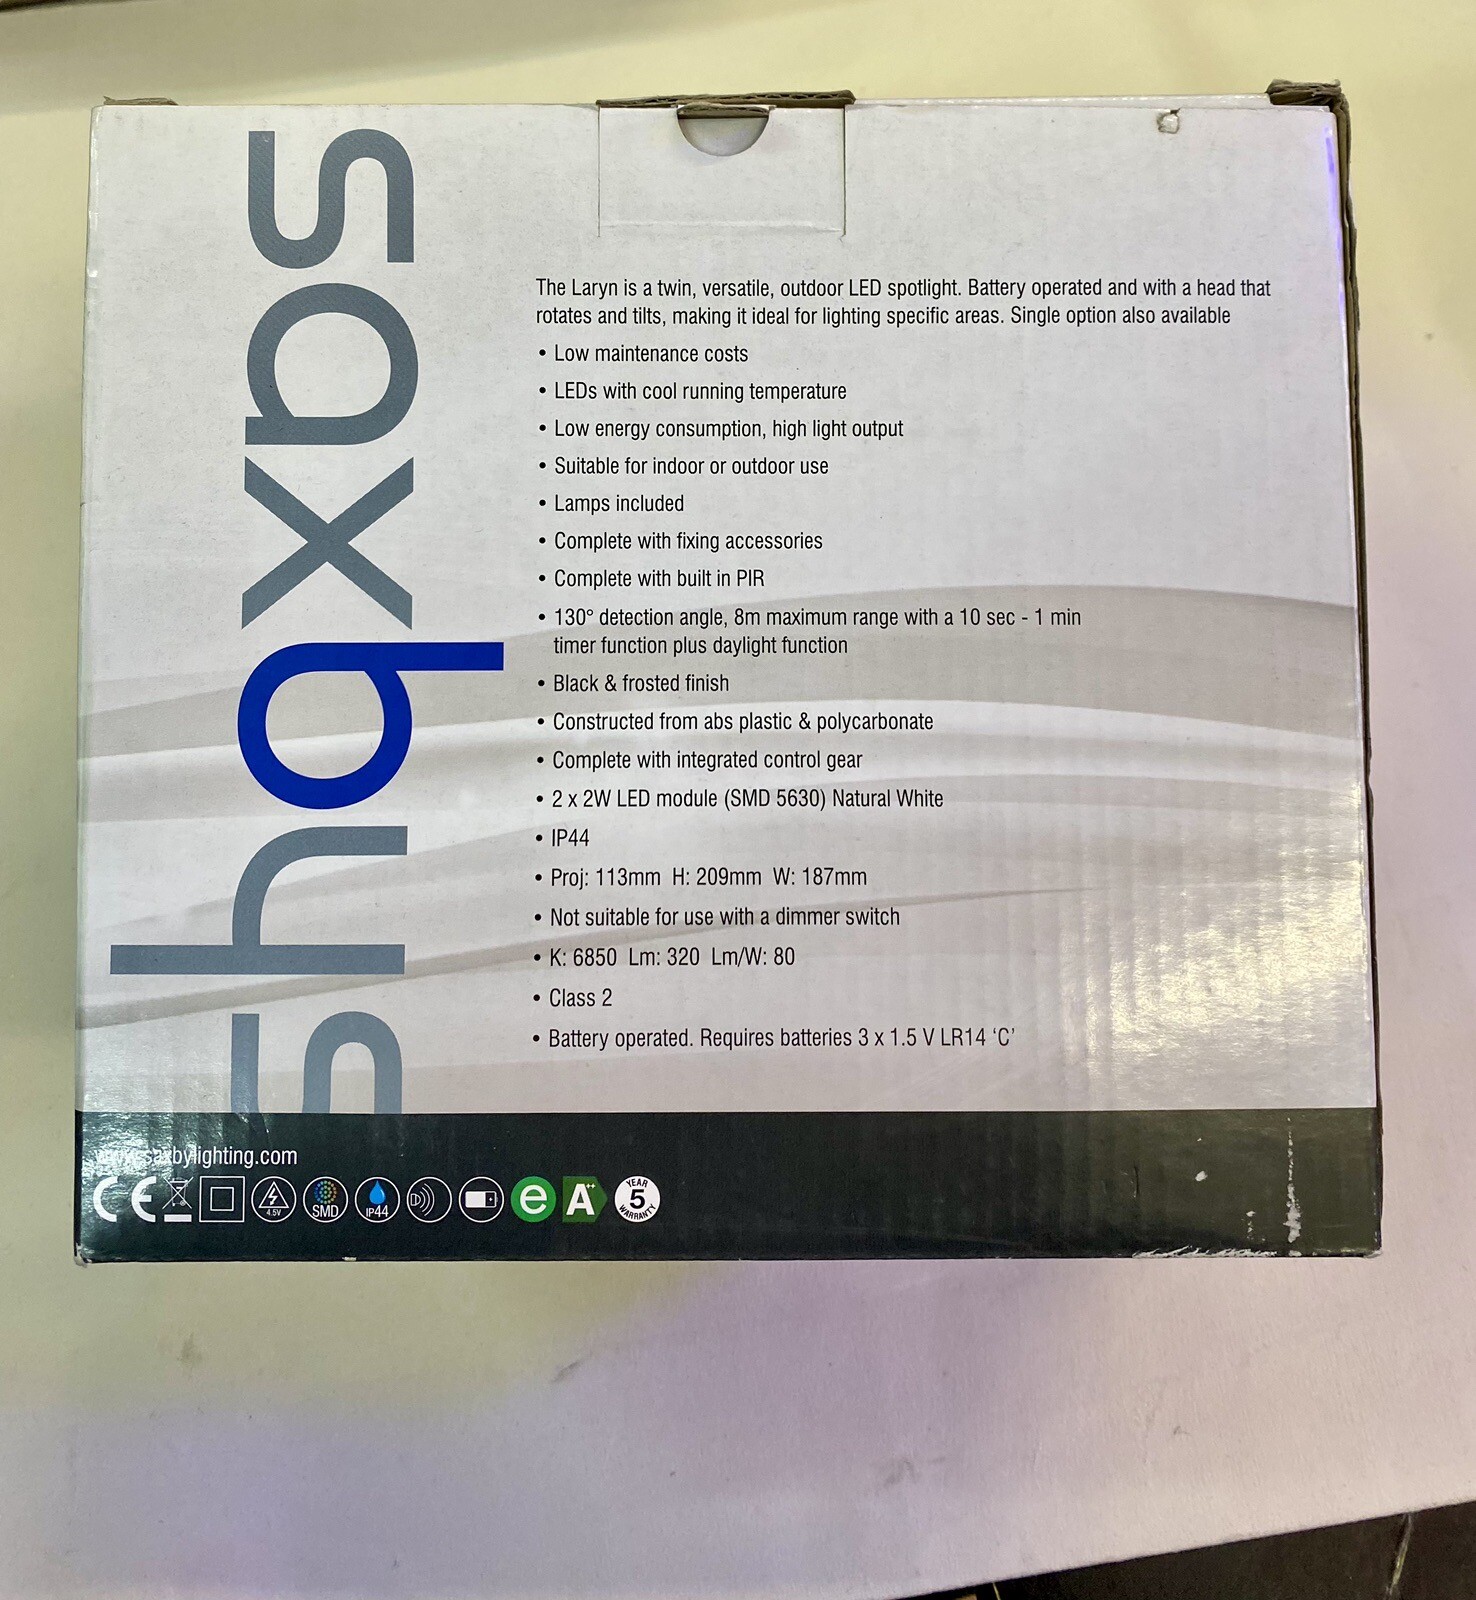 saxbys
The Laryn is a twin, versatile, outdoor LED spotlight. Battery operated and with a head that
rotates and tilts, making it ideal for lighting specific areas. Single option also available
• Low maintenance costs
• LEDs with cool running temperature
• Low energy consumption, high light output
• Suitable for indoor or outdoor use
• Lamps included
• Complete with fixing accessories
• Complete with built in PIR
• 130° detection angle, 8m maximum range with a 10 sec - 1 min
timer function plus daylight function
• Black & frosted finish
• Constructed from abs plastic & polycarbonate
• Complete with integrated control gear
• 2 x 2W LED module (SMD 5630) Natural White
• IP44
• Proj: 113mm H: 209mm W: 187mm
• Not suitable for use with a dimmer switch
• K: 6850 Lm: 320 Lm/W: 80
• Class 2
• Battery operated. Requires batteries 3 x 1.5 V LR14 ‘C’
www.saxbylighting.com
CE 4.5V SMD IP44 e A++ YEAR 5 WARRANTY